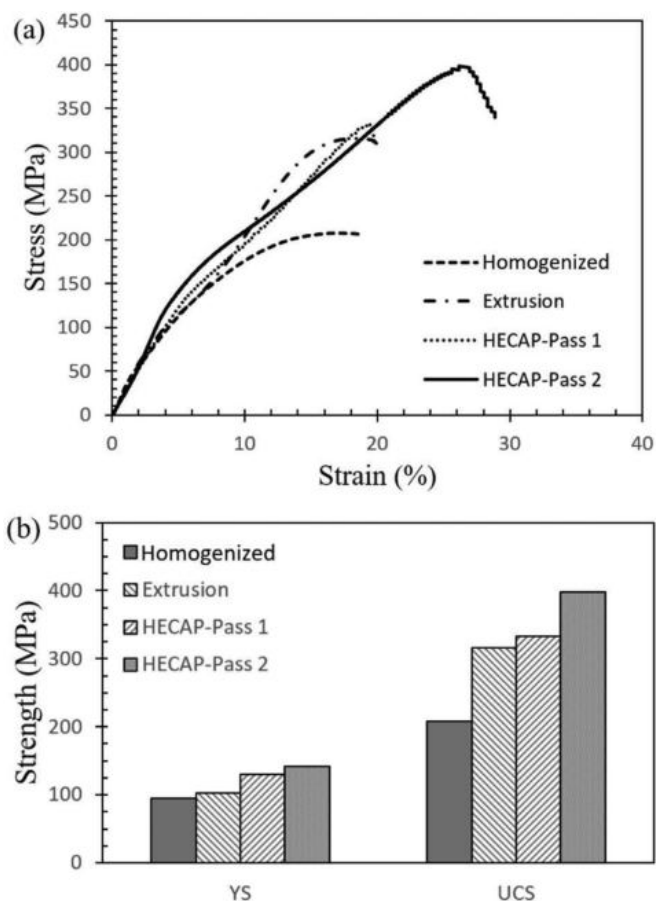 (a)
450
400
350
300
250
200
150
100
50
0
Stress (MPa)
Homogenized
Extrusion
HECAP-Pass 1
HECAP-Pass 2
0 10 20 30 40
Strain (%)
(b)
500
400
300
200
100
0
Strength (MPa)
Homogenized
Extrusion
HECAP-Pass 1
HECAP-Pass 2
YS UCS